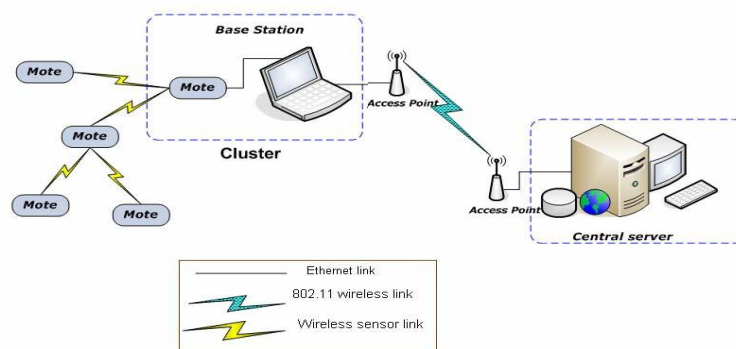 Base Station
Mote
Mote
Access Point
Mote
Cluster
Mote
Mote
Access Point
Central server
Ethernet link
802.11 wireless link
Wireless sensor link